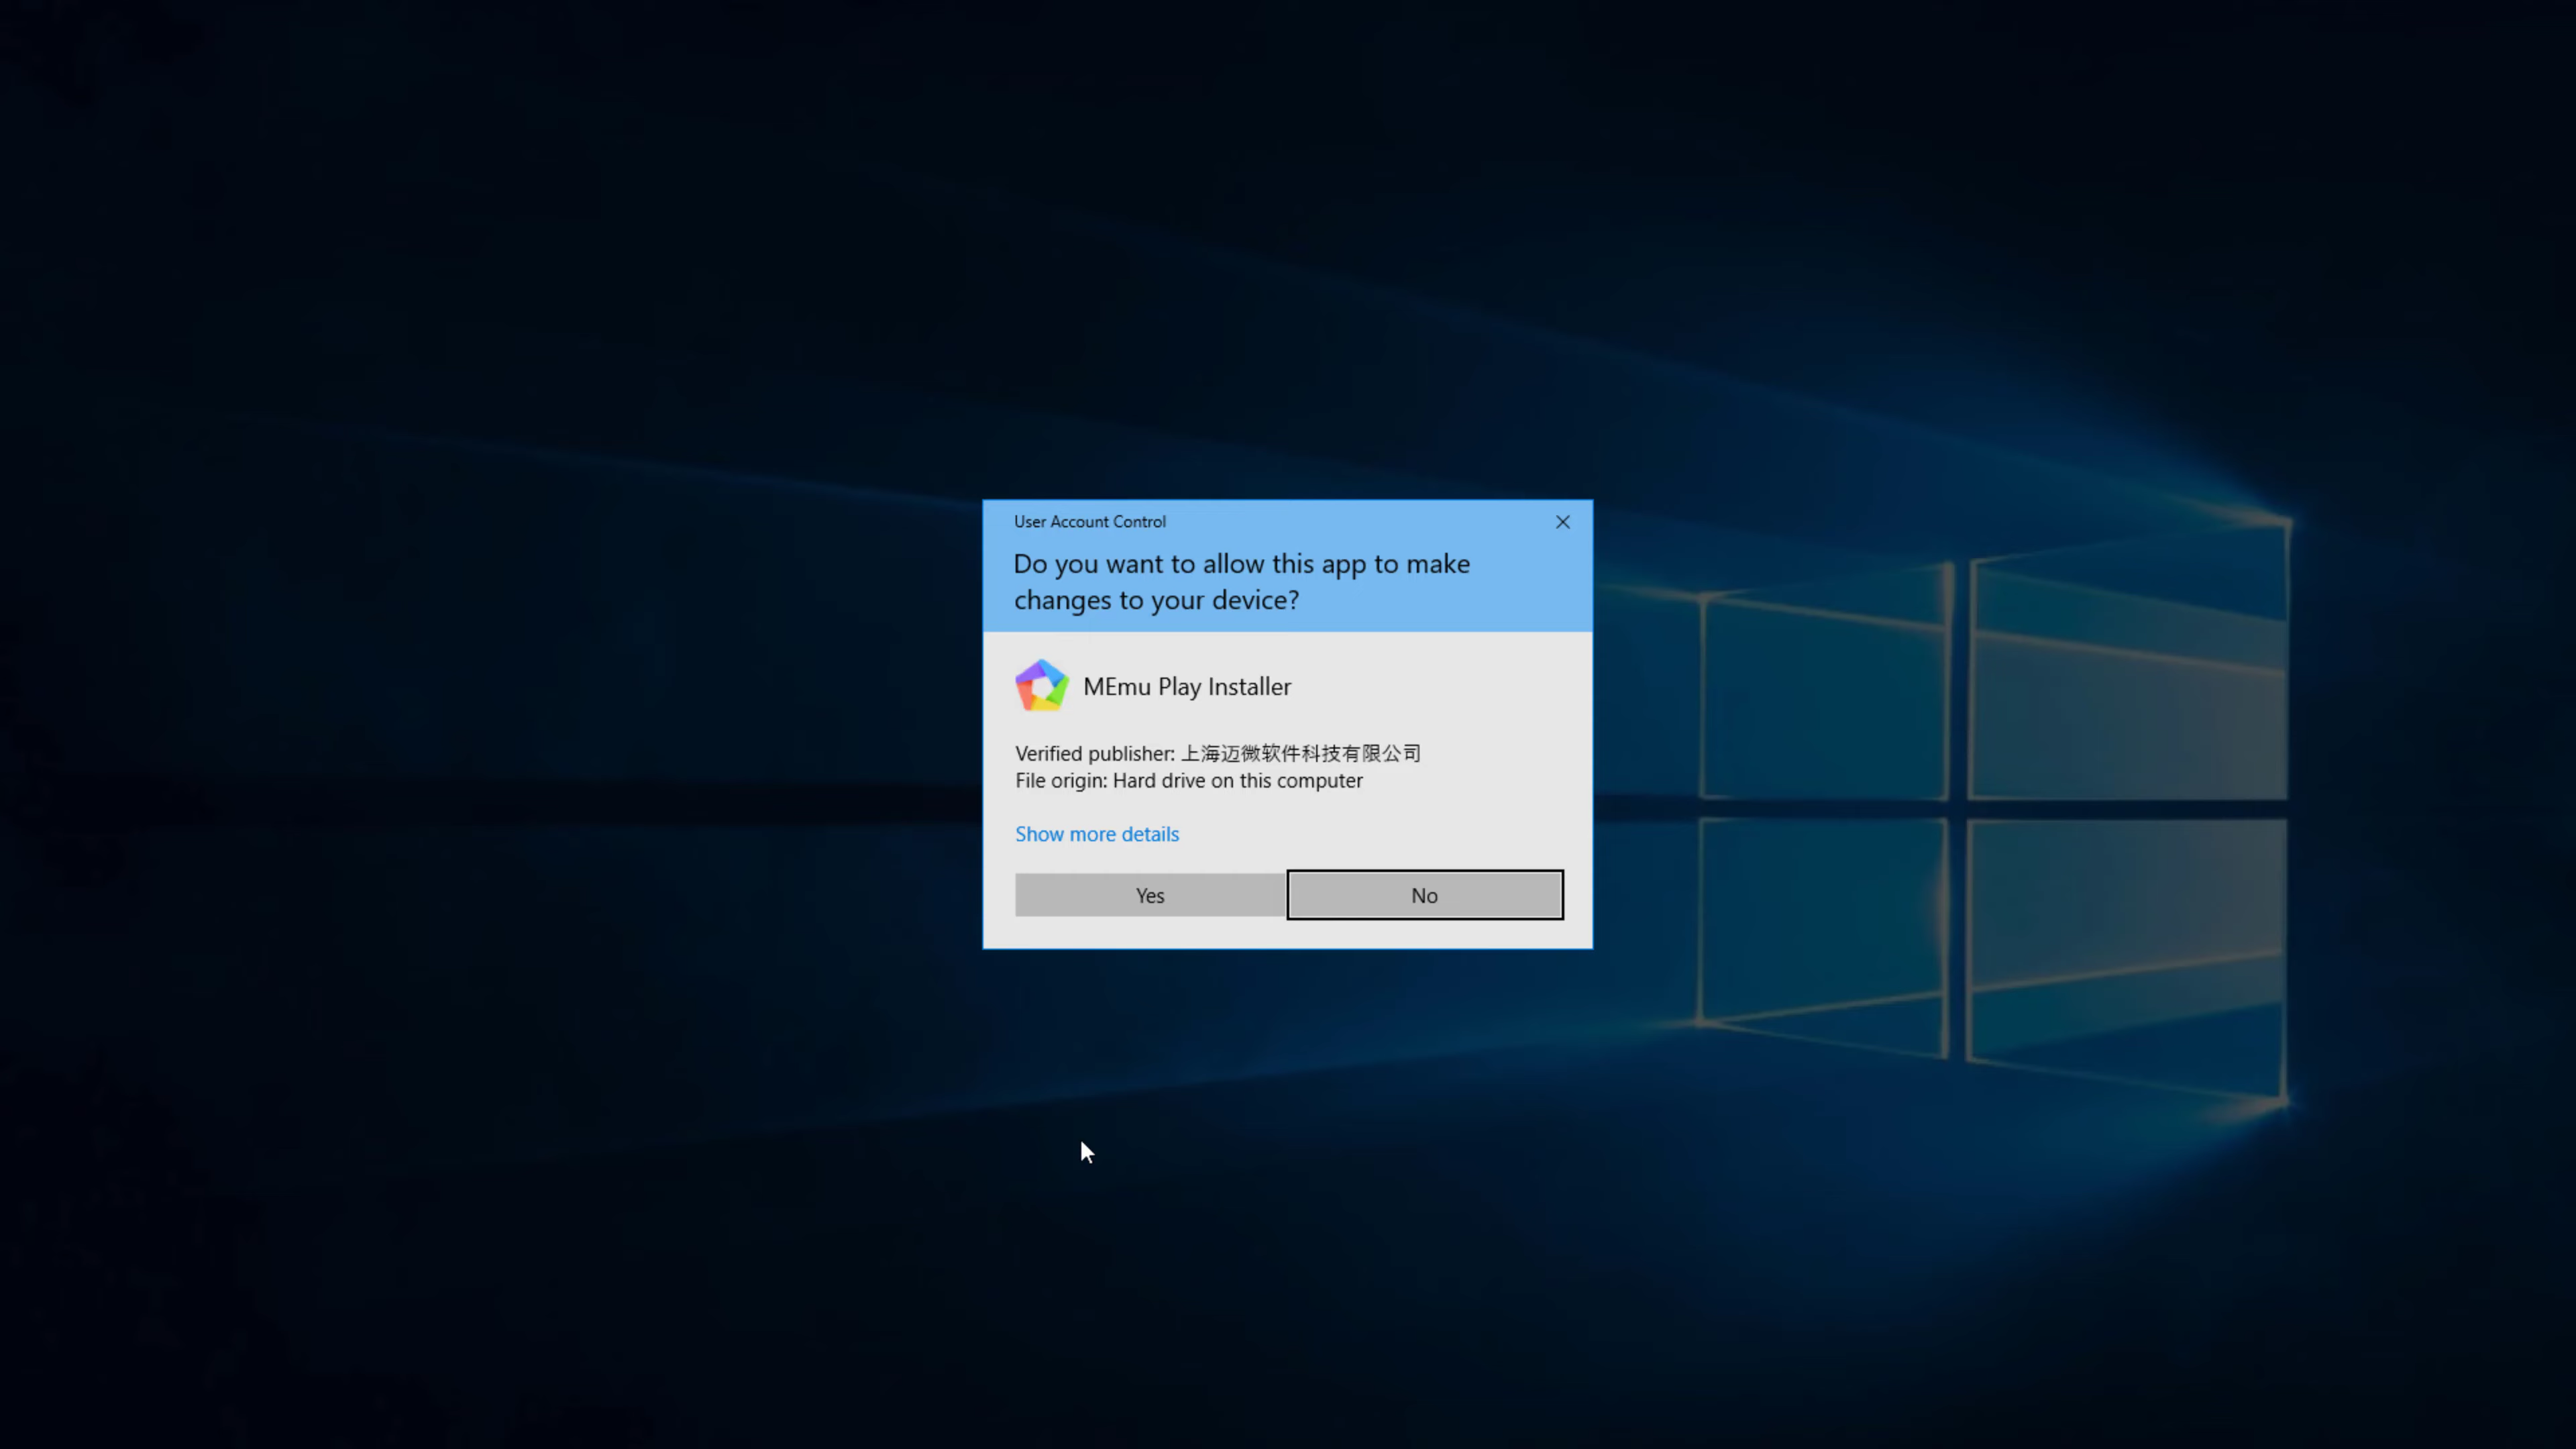 User Account Control
Do you want to allow this app to make
changes to your device?
MEmu Play Installer
Verified publisher: 上海迈微软件科技有限公司
File origin: Hard drive on this computer
Show more details
Yes
No